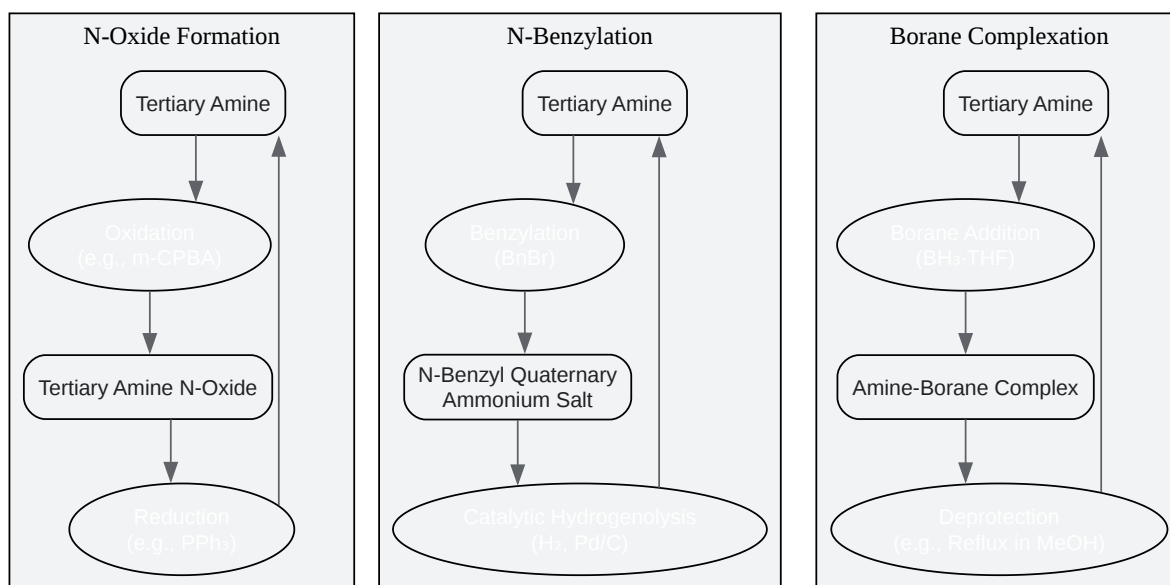 N-Oxide Formation
Tertiary Amine
Oxidation
(e.g., m-CPBA)
Tertiary Amine N-Oxide
Reduction
(e.g., PPh₃)
N-Benzylation
Tertiary Amine
Benzylation
(BnBr)
N-Benzyl Quaternary
Ammonium Salt
Catalytic Hydrogenolysis
(H₂, Pd/C)
Borane Complexation
Tertiary Amine
Borane Addition
(BH₃·THF)
Amine-Borane Complex
Deprotection
(e.g., Reflux in MeOH)